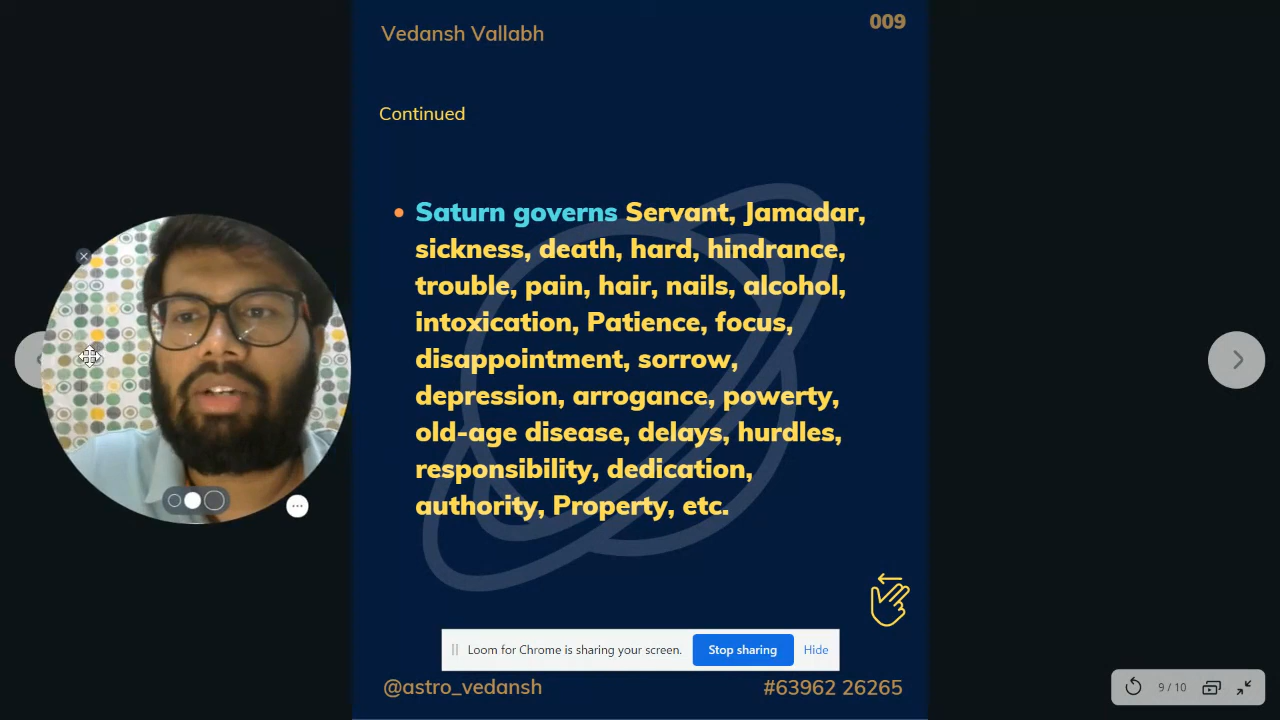 Vedansh Vallabh
009
Continued
• Saturn governs Servant, Jamadar,
sickness, death, hard, hindrance,
trouble, pain, hair, nails, alcohol,
intoxication, Patience, focus,
disappointment, sorrow,
depression, arrogance, powerty,
old-age disease, delays, hurdles,
responsibility, dedication,
authority, Property, etc.
Loom for Chrome is sharing your screen.
Stop sharing
Hide
@astro_vedansh
#63962 26265
9 / 10